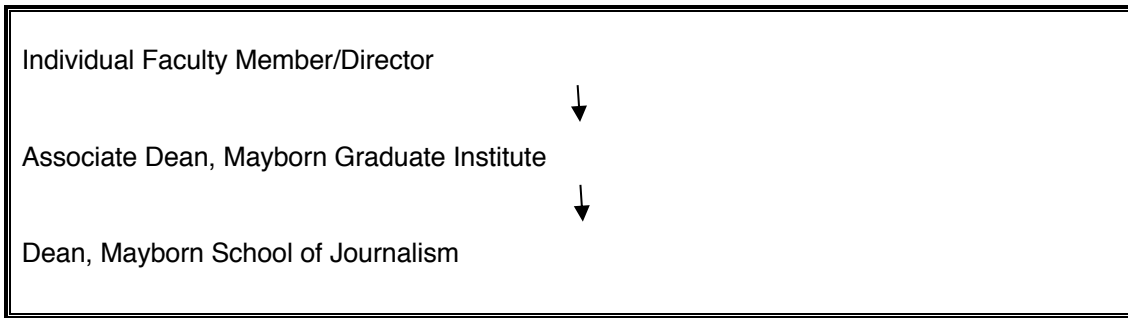 Individual Faculty Member/Director
Associate Dean, Mayborn Graduate Institute
Dean, Mayborn School of Journalism